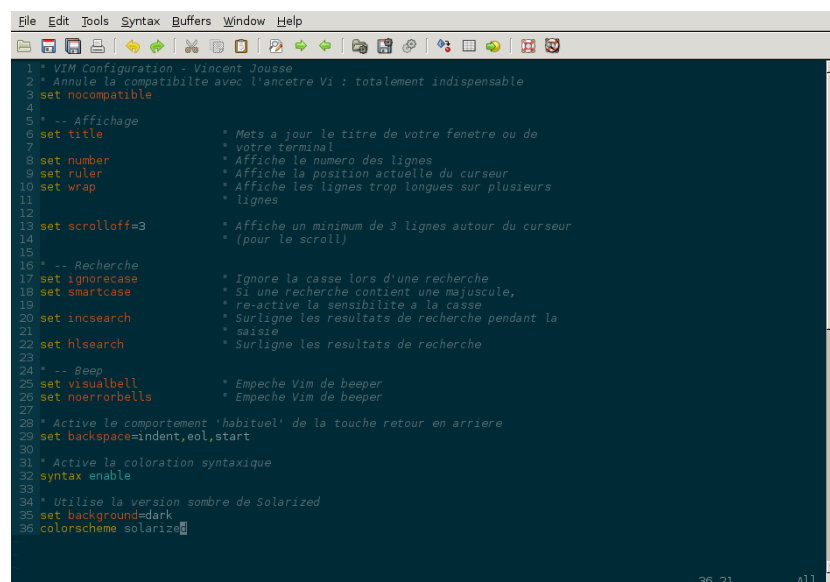 File Edit Tools Syntax Buffers Window Help
1 " VIM Configuration - Vincent Jousse
2 " Annule la compatibilte avec l'ancetre Vi : totalement indispensable
3 set nocompatible
4
5 " -- Affichage
6 set title " Mets a jour le titre de votre fenetre ou de
7 " votre terminal
8 set number " Affiche le numero des lignes
9 set ruler " Affiche la position actuelle du curseur
10 set wrap " Affiche les lignes trop longues sur plusieurs
11 " lignes
12
13 set scrolloff=3 " Affiche un minimum de 3 lignes autour du curseur
14 " (pour le scroll)
15
16 " -- Recherche
17 set ignorecase " Ignore la casse lors d'une recherche
18 set smartcase " Si une recherche contient une majuscule,
19 " re-active la sensibilite a la casse
20 set incsearch " Surligne les resultats de recherche pendant la
21 " saisie
22 set hlsearch " Surligne les resultats de recherche
23
24 " -- Beep
25 set visualbell " Empeche Vim de beeper
26 set noerrorbells " Empeche Vim de beeper
27
28 " Active le comportement 'habituel' de la touche retour en arriere
29 set backspace=indent,eol,start
30
31 " Active la coloration syntaxique
32 syntax enable
33
34 " Utilise la version sombre de Solarized
35 set background=dark
36 colorscheme solarized
36,21 All